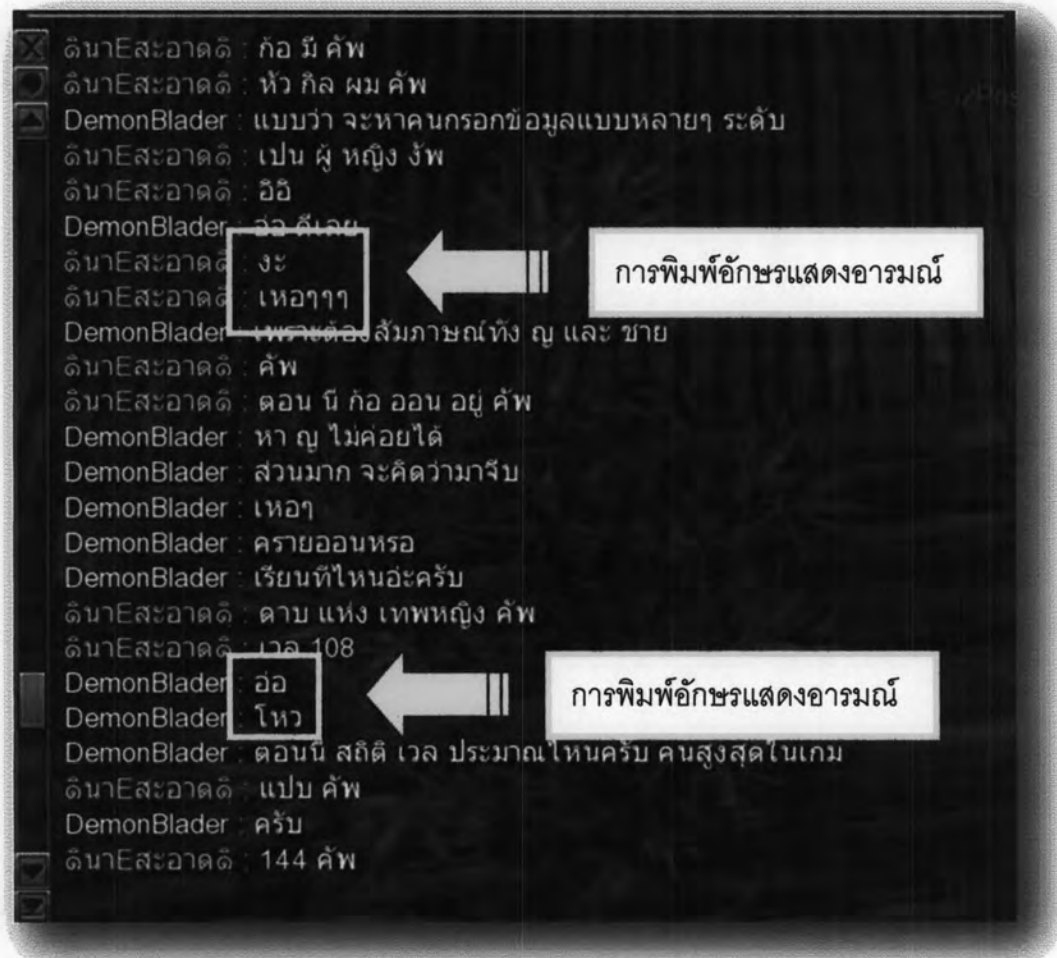 ดินาEสะอาดดิ : ก้อ มี คัพ
ดินาEสะอาดดิ : หัว กิล ผม คัพ
DemonBlader : แบบว่า จะหาคนกรอกข้อมูลแบบหลายๆ ระดับ
ดินาEสะอาดดิ : เปน ผู้ หญิง งัพ
ดินาEสะอาดดิ : อิอิ
DemonBlader : อ่อ ดีเลย
ดินาEสะอาดดิ : งะ
การพิมพ์อักษรแสดงอารมณ์
ดินาEสะอาดดิ : เหอๆๆๆ
DemonBlader : เพราะต้องสัมภาษณ์ทั้ง ญ และ ชาย
ดินาEสะอาดดิ : คัพ
ดินาEสะอาดดิ : ตอน นี้ ก้อ ออน อยู่ คัพ
DemonBlader : หา ญ ไม่ค่อยได้
DemonBlader : ส่วนมาก จะคิดว่ามาจีบ
DemonBlader : เหอๆ
DemonBlader : ครายออนหรอ
DemonBlader : เรียนที่ไหนอ่ะครับ
ดินาEสะอาดดิ : ดาบ แห่ง เทพหญิง คัพ
ดินาEสะอาดดิ : เวล 108
DemonBlader : อ่อ
การพิมพ์อักษรแสดงอารมณ์
DemonBlader : โหว
DemonBlader : ตอนนี้ สถิติ เวล ประมาณไหนครับ คนสูงสุดในเกม
ดินาEสะอาดดิ : แปบ คัพ
DemonBlader : ครับ
ดินาEสะอาดดิ : 144 คัพ